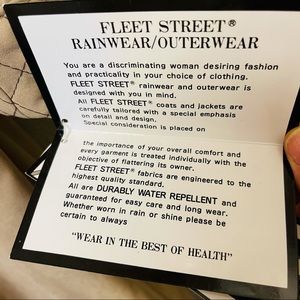 FLEET STREET®
RAINWEAR/OUTERWEAR
You are a discriminating woman desiring fashion
and practicality in your choice of clothing.
FLEET STREET® rainwear and outerwear is
designed with you in mind.
All FLEET STREET® coats and jackets are
carefully tailored with a special emphasis
on detail and design.
Special consideration is placed on
the importance of your overall comfort and
every garment is treated individually with the
objective of flattering its owner.
FLEET STREET® fabrics are engineered to the
highest quality standard.
All are DURABLY WATER REPELLENT and
guaranteed for easy care and long wear.
Whether worn in rain or shine please be
certain to always
"WEAR IN THE BEST OF HEALTH"